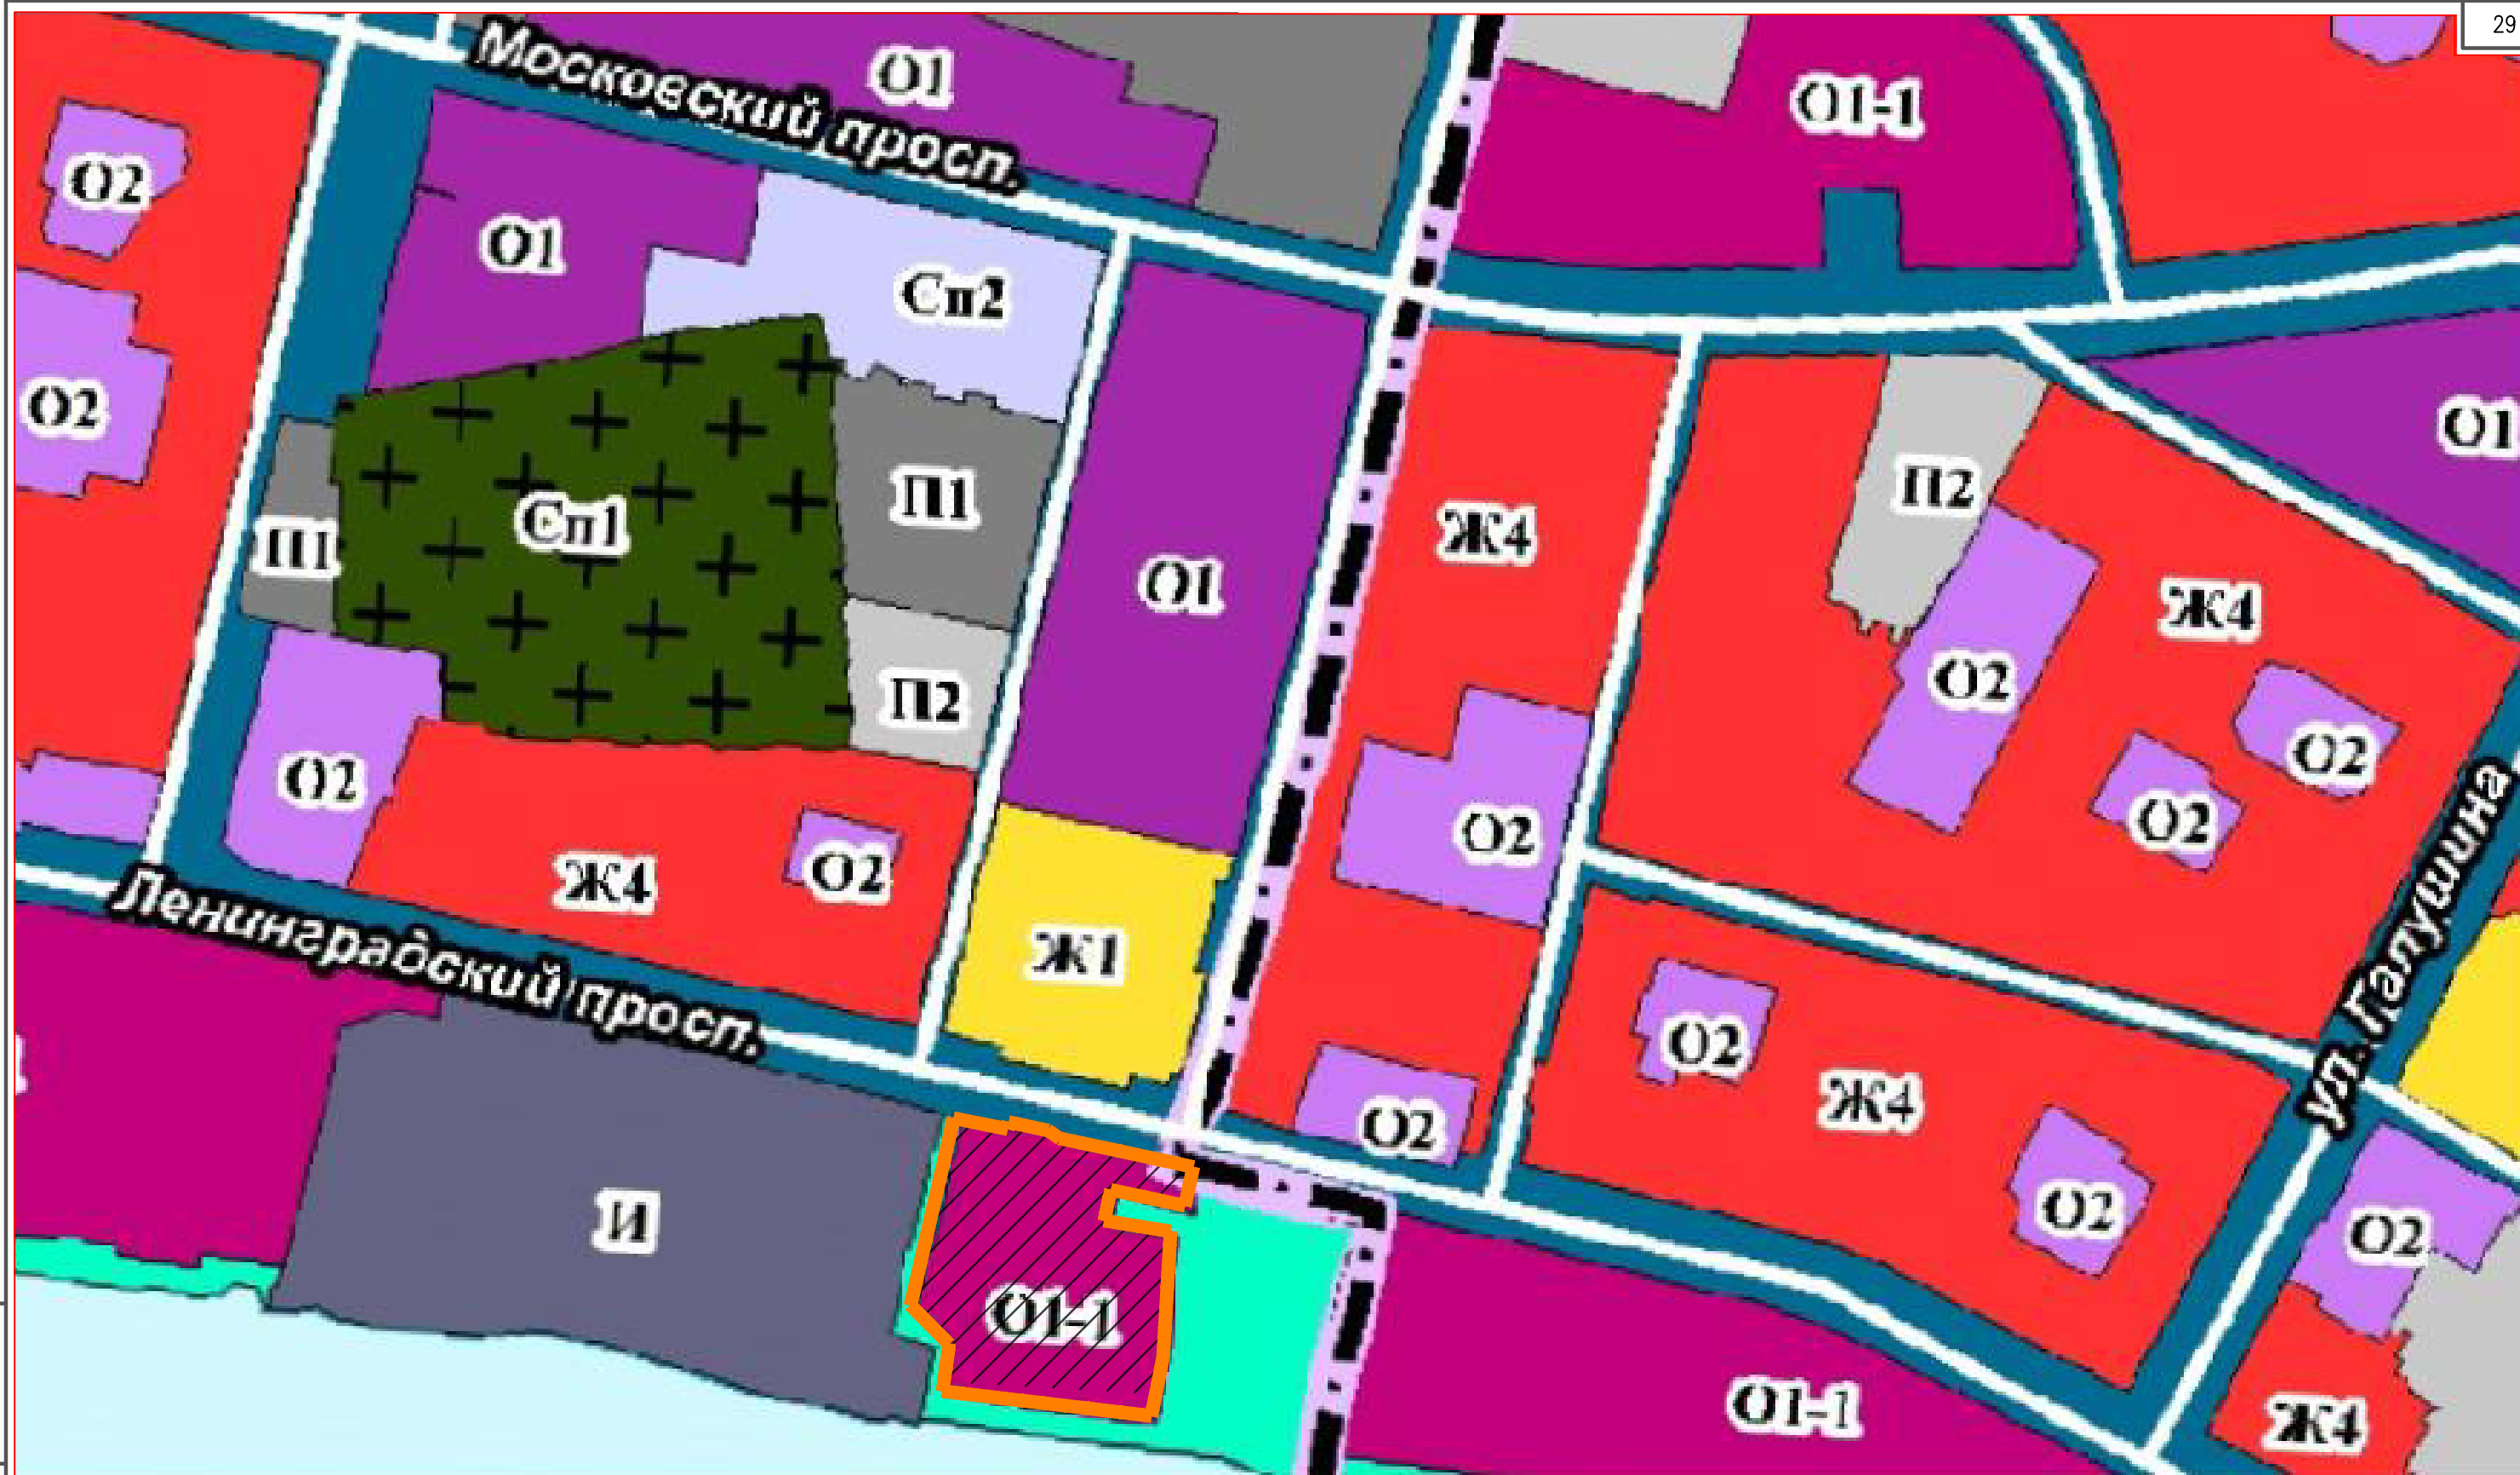 29
Московский просп.
О1
О1-1
О2
О1
Сп2
О2
О1
П2
П1
Ж4
Сп1
П1
О1
Ж4
О2
П2
О2
О2
О2
О2
О2
Ж4
О2
Ж1
ул. Галушина
Ленинградский просп.
О2
Ж4
О2
О2
И
О2
О1-1
О1-1
Ж4